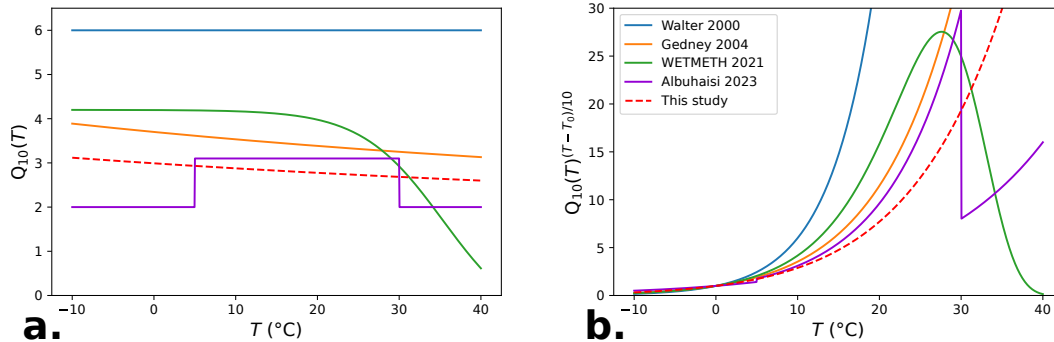 6
5
4
3
2
1
0
Q₁₀(T)
−10 0 10 20 30 40
T (°C)
a.
30
25
20
15
10
5
0
Q₁₀(T)^(T − T₀)/10
Walter 2000
Gedney 2004
WETMETH 2021
Albuhaisi 2023
This study
−10 0 10 20 30 40
T (°C)
b.